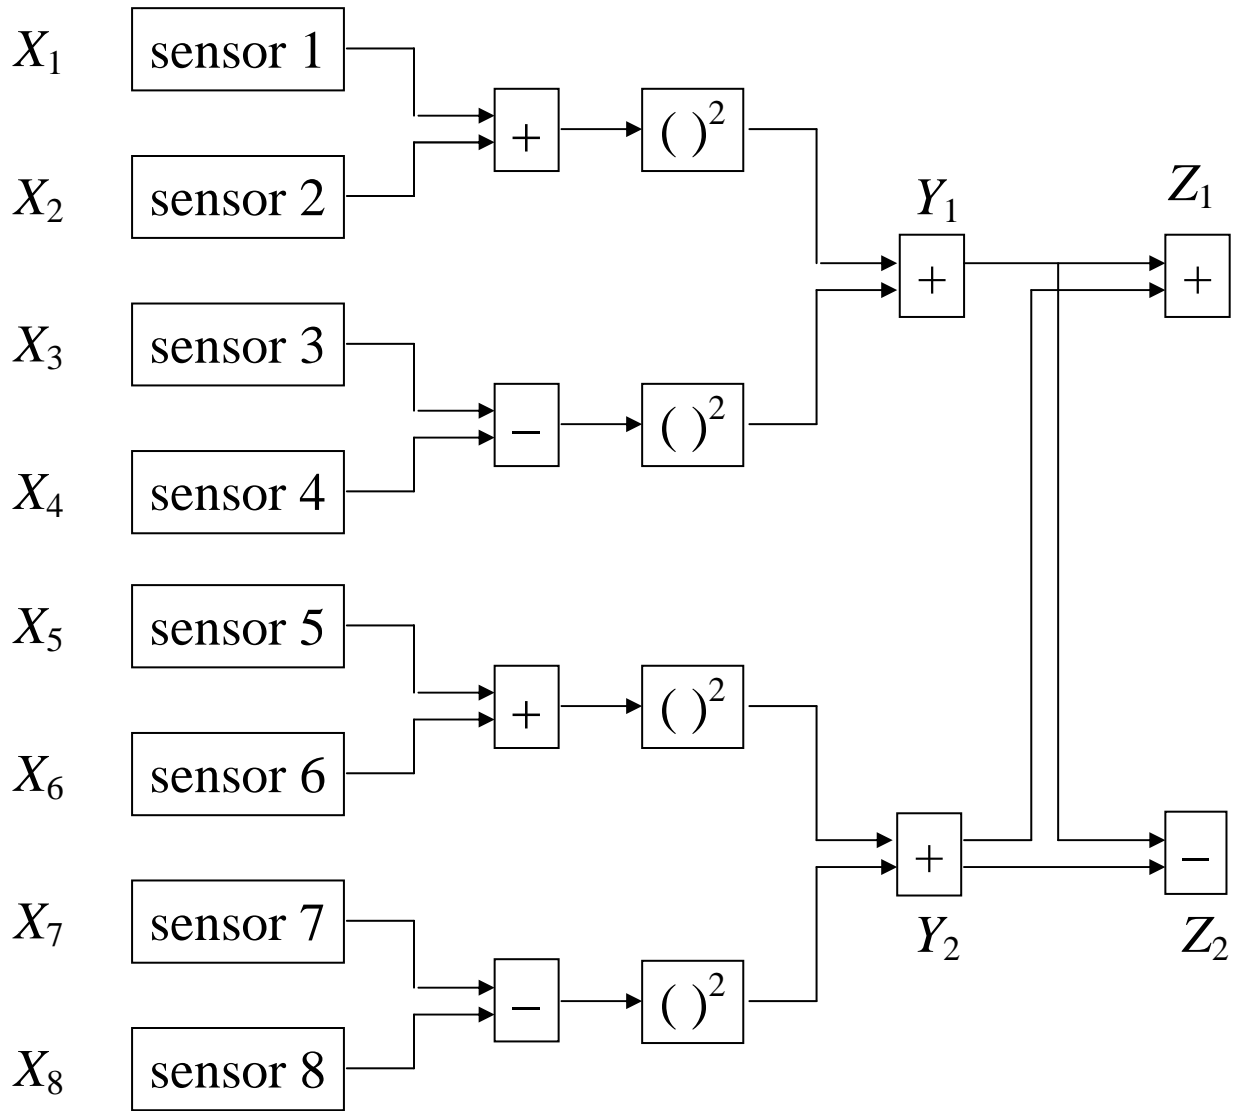 X₁ sensor 1
+ ( )²
X₂ sensor 2
Y₁ Z₁
+ +
X₃ sensor 3
− ( )²
X₄ sensor 4
X₅ sensor 5
+ ( )²
X₆ sensor 6
+ −
X₇ sensor 7
Y₂ Z₂
− ( )²
X₈ sensor 8